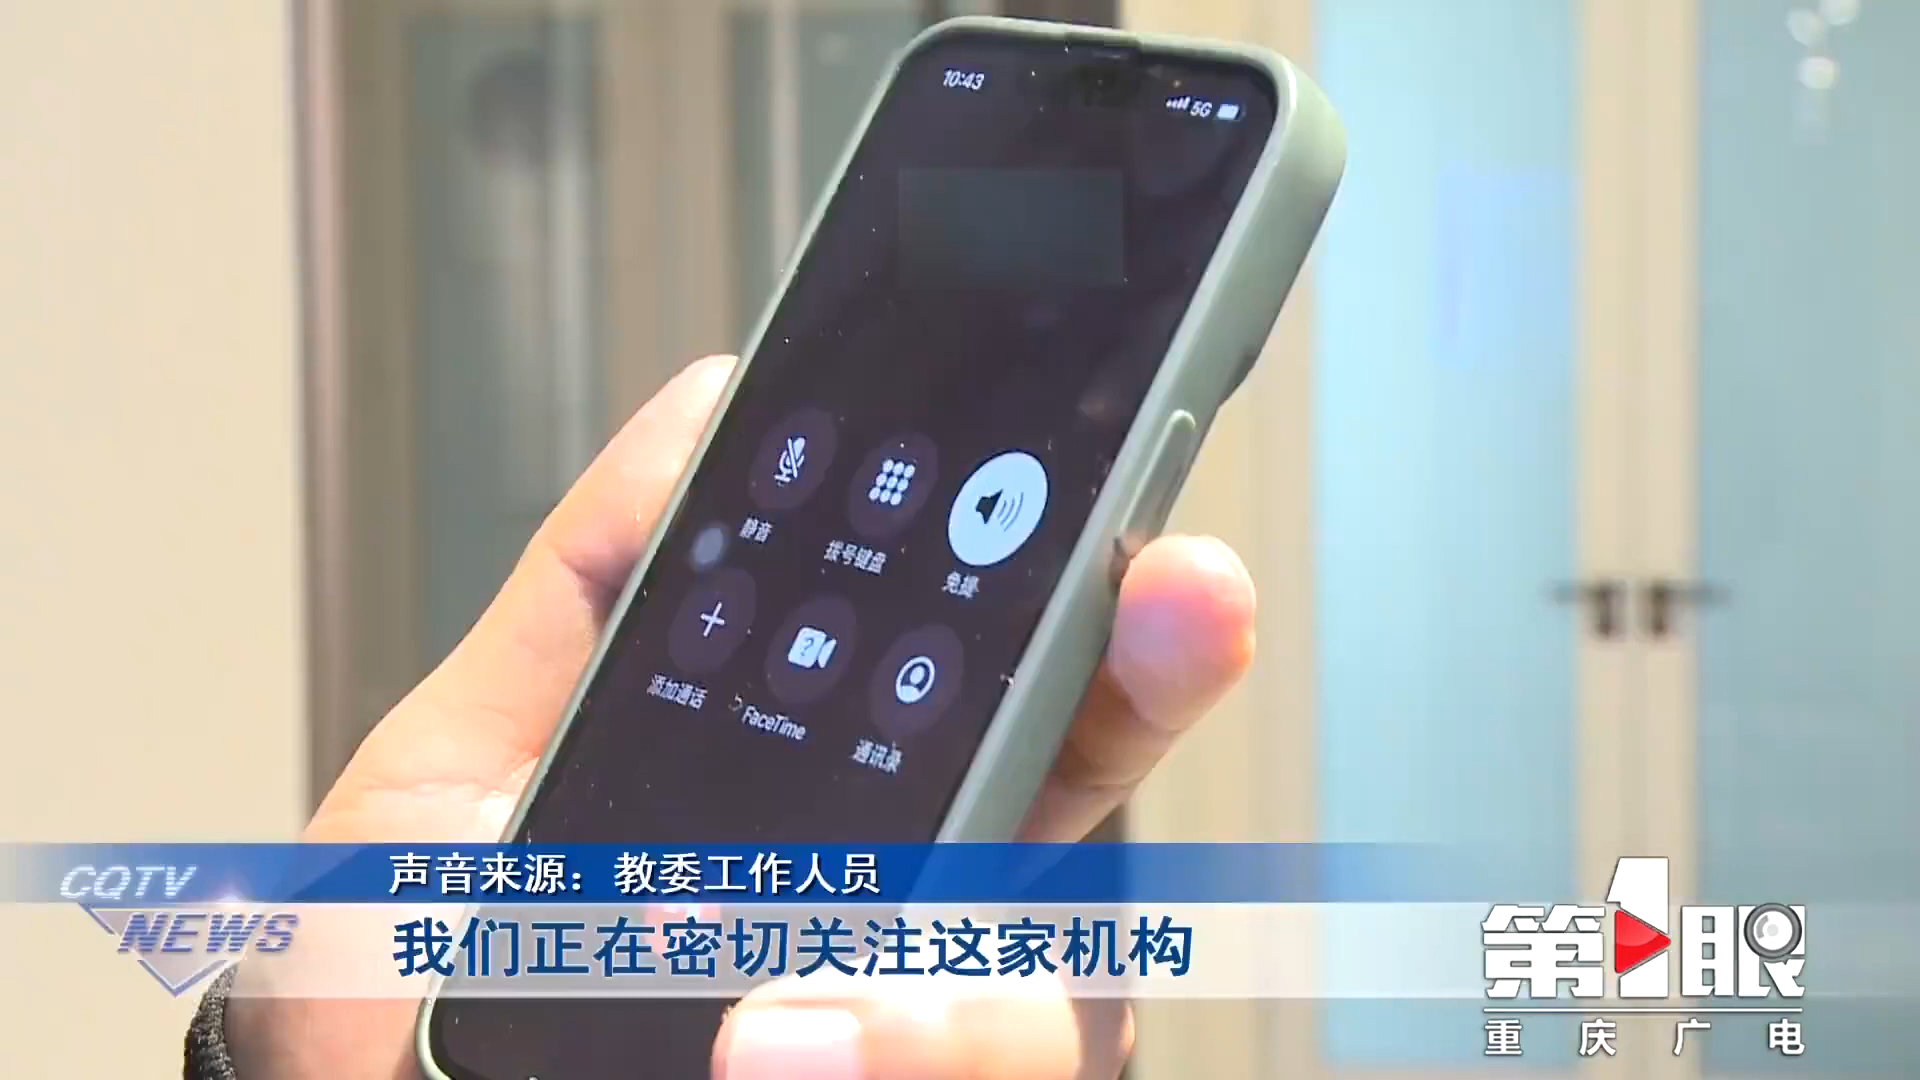 10:43
5G
静音
拨号键盘
免提
添加通话
FaceTime
通讯录
CQTV
NEWS
声音来源：教委工作人员
我们正在密切关注这家机构
第1眼
重庆广电